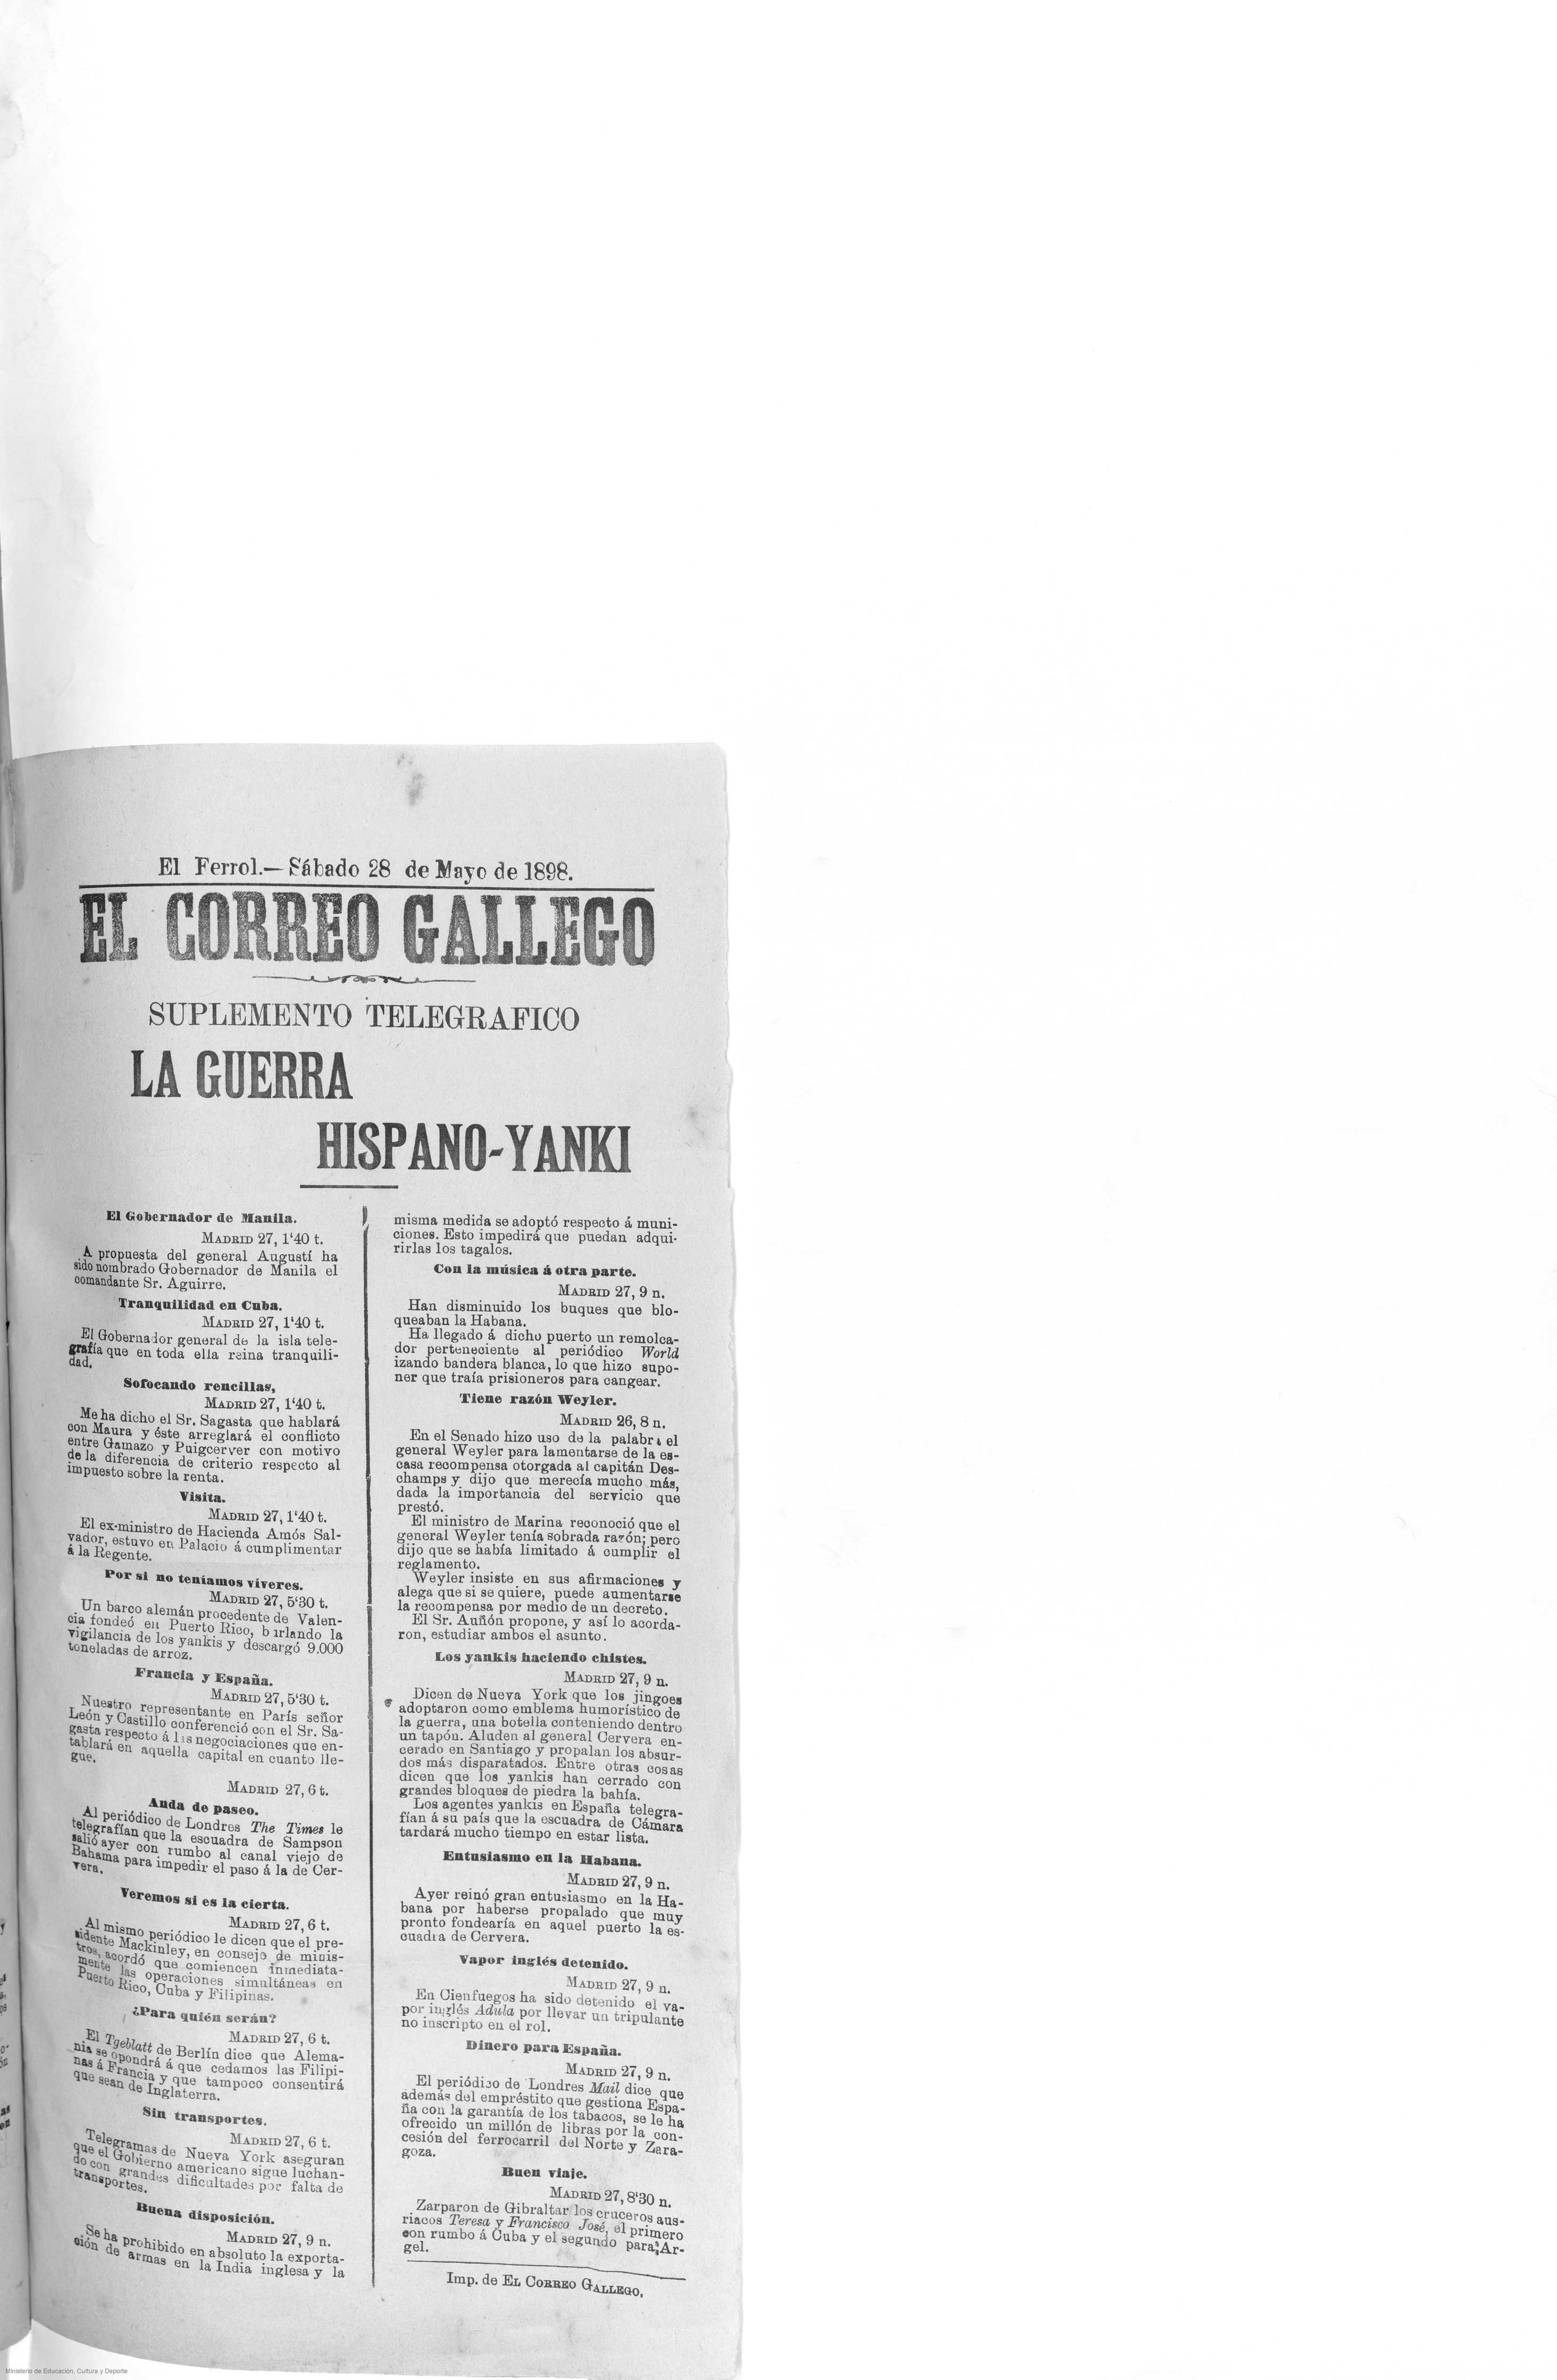 El Ferrol.—Sábado 28 de Mayo de 1898.
EL CORREO GALLEGO
SUPLEMENTO TELEGRAFICO
LA GUERRA
HISPANO-YANKI
El Gobernador de Manila.
MADRID 27, 1'40 t.
A propuesta del general Augustí ha
sido nombrado Gobernador de Manila el
comandante Sr. Aguirre.
Tranquilidad en Cuba.
MADRID 27, 1'40 t.
El Gobernador general de la isla tele-
grafía que en toda ella reina tranquili-
dad.
Sofocando rencillas,
MADRID 27, 1'40 t.
Me ha dicho el Sr. Sagasta que hablará
con Maura y éste arreglará el conflicto
entre Gamazo y Puigcerver con motivo
de la diferencia de criterio respecto al
impuesto sobre la renta.
Visita.
MADRID 27, 1'40 t.
El ex-ministro de Hacienda Amós Sal-
vador, estuvo en Palacio á cumplimentar
á la Regente.
Por si no teníamos víveres.
MADRID 27, 5'30 t.
Un barco alemán procedente de Valen-
cia fondeó en Puerto Rico, b irlando la
vigilancia de los yankis y descargó 9.000
toneladas de arroz.
Francia y España.
MADRID 27, 5'30 t.
Nuestro representante en París señor
León y Castillo conferenció con el Sr. Sa-
gasta respecto á las negociaciones que en-
tablará en aquella capital en cuanto lle-
gue.
MADRID 27, 6 t.
Anda de paseo.
Al periódico de Londres The Times le
telegrafían que la escuadra de Sampson
salió ayer con rumbo al canal viejo de
Bahama para impedir el paso á la de Cer-
vera.
Veremos si es la cierta.
MADRID 27, 6 t.
Al mismo periódico le dicen que el pre-
sidente Mackinley, en consejo de minis-
tros, acordó que comiencen inmediata-
mente las operaciones simultáneas en
Puerto Rico, Cuba y Filipinas.
¿Para quién serán?
MADRID 27, 6 t.
El Tgeblatt de Berlín dice que Alema-
nia se opondrá á que cedamos las Filipi-
nas á Francia y que tampoco consentirá
que sean de Inglaterra.
Sin transportes.
MADRID 27, 6 t.
Telegramas de Nueva York aseguran
que el Gobierno americano sigue luchan-
do con grandes dificultades por falta de
transportes.
Buena disposición.
MADRID 27, 9 n.
Se ha prohibido en absoluto la exporta-
ción de armas en la India inglesa y la
misma medida se adoptó respecto á muni-
ciones. Esto impedirá que puedan adqui-
rirlas los tagalos.
Con la música á otra parte.
MADRID 27, 9 n.
Han disminuido los buques que blo-
queaban la Habana.
Ha llegado á dicho puerto un remolca-
dor perteneciente al periódico World
izando bandera blanca, lo que hizo supo-
ner que traía prisioneros para cangear.
Tiene razón Weyler.
MADRID 26, 8 n.
En el Senado hizo uso de la palabra el
general Weyler para lamentarse de la es-
casa recompensa otorgada al capitán Des-
champs y dijo que merecía mucho más,
dada la importancia del servicio que
prestó.
El ministro de Marina reconoció que el
general Weyler tenía sobrada razón; pero
dijo que se había limitado á cumplir el
reglamento.
Weyler insiste en sus afirmaciones y
alega que si se quiere, puede aumentarse
la recompensa por medio de un decreto.
El Sr. Auñón propone, y así lo acorda-
ron, estudiar ambos el asunto.
Los yankis haciendo chistes.
MADRID 27, 9 n.
Dicen de Nueva York que los jingoes
adoptaron como emblema humorístico de
la guerra, una botella conteniendo dentro
un tapón. Aluden al general Cervera en-
cerado en Santiago y propalan los absur-
dos más disparatados. Entre otras cosas
dicen que los yankis han cerrado con
grandes bloques de piedra la bahía.
Los agentes yankis en España telegra-
fían á su país que la escuadra de Cámara
tardará mucho tiempo en estar lista.
Entusiasmo en la Habana.
MADRID 27, 9 n.
Ayer reinó gran entusiasmo en la Ha-
bana por haberse propalado que muy
pronto fondearía en aquel puerto la es-
cuadra de Cervera.
Vapor inglés detenido.
MADRID 27, 9 n.
En Cienfuegos ha sido detenido el va-
por inglés Adula por llevar un tripulante
no inscripto en el rol.
Dinero para España.
MADRID 27, 9 n.
El periódico de Londres Mail dice que
además del empréstito que gestiona Espa-
ña con la garantía de los tabacos, se le ha
ofrecido un millón de libras por la con-
cesión del ferrocarril del Norte y Zara-
goza.
Buen viaje.
MADRID 27, 8'30 n.
Zarparon de Gibraltar los cruceros aus-
riacos Teresa y Francisco José, el primero
con rumbo á Cuba y el segundo para Ar-
gel.
Imp. de EL CORREO GALLEGO.
Ministerio de Educación, Cultura y Deporte